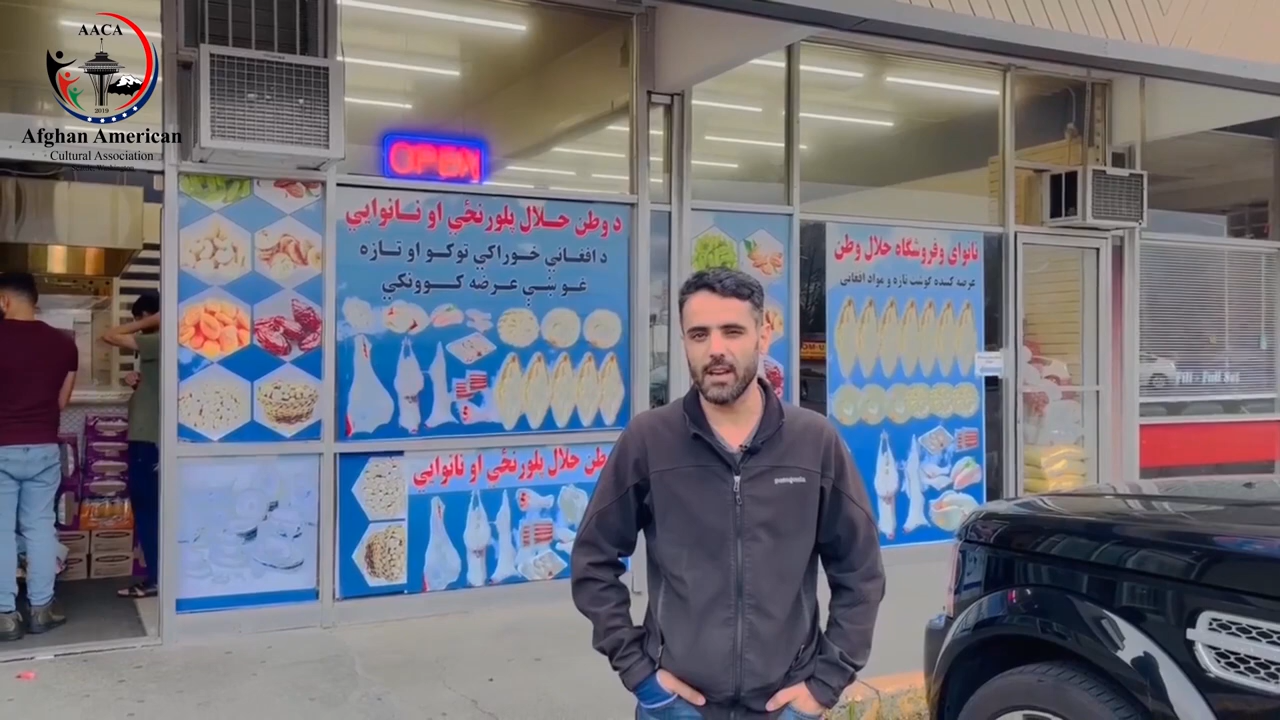 AACA
2019
Afghan American
Cultural Association
OPEN
د وطن حلال پلورنځي او نانوايي
د افغاني خوراکي توکو او تازه
غوښي عرضه کوونکي
وطن حلال پلورنځي او نانوايي
نانوای وفروشگاه حلال وطن
عرضه کننده گوشت تازه و مواد افغانی
patagonia